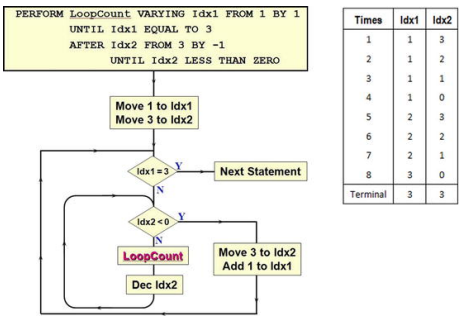 PERFORM LoopCount VARYING Idx1 FROM 1 BY 1
UNTIL Idx1 EQUAL TO 3
AFTER Idx2 FROM 3 BY -1
UNTIL Idx2 LESS THAN ZERO
Move 1 to Idx1
Move 3 to Idx2
Idx1 = 3
Y
Next Statement
N
Idx2 < 0
Y
N
LoopCount
Dec Idx2
Move 3 to Idx2
Add 1 to Idx1
Times Idx1 Idx2
1 1 3
2 1 2
3 1 1
4 1 0
5 2 3
6 2 2
7 2 1
8 3 0
Terminal 3 3